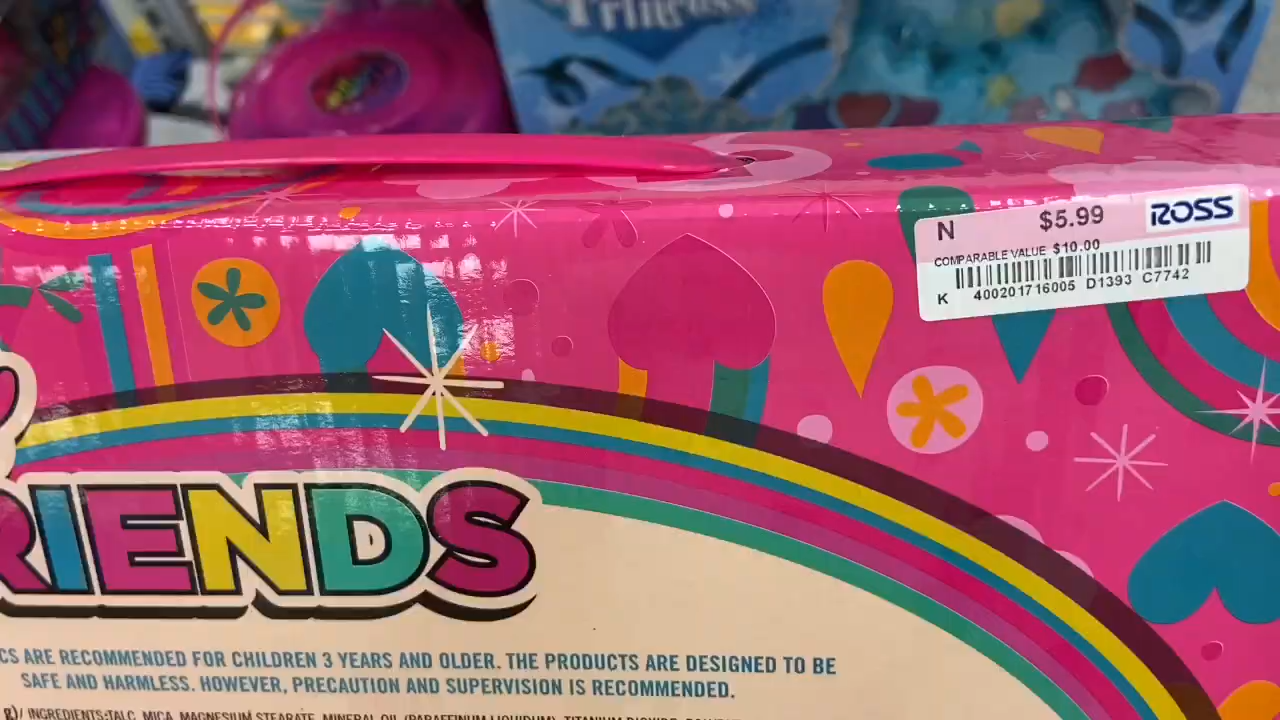 Princess
N $5.99 ROSS
COMPARABLE VALUE $10.00
K 400201716005 D1393 C7742
RIENDS
CS ARE RECOMMENDED FOR CHILDREN 3 YEARS AND OLDER. THE PRODUCTS ARE DESIGNED TO BE
SAFE AND HARMLESS. HOWEVER, PRECAUTION AND SUPERVISION IS RECOMMENDED.
g)/ INGREDIENTS:TALC, MICA, MAGNESIUM STEARATE, MINERAL OIL (PARAFFINUM LIQUIDUM), TITANIUM DIOXIDE,